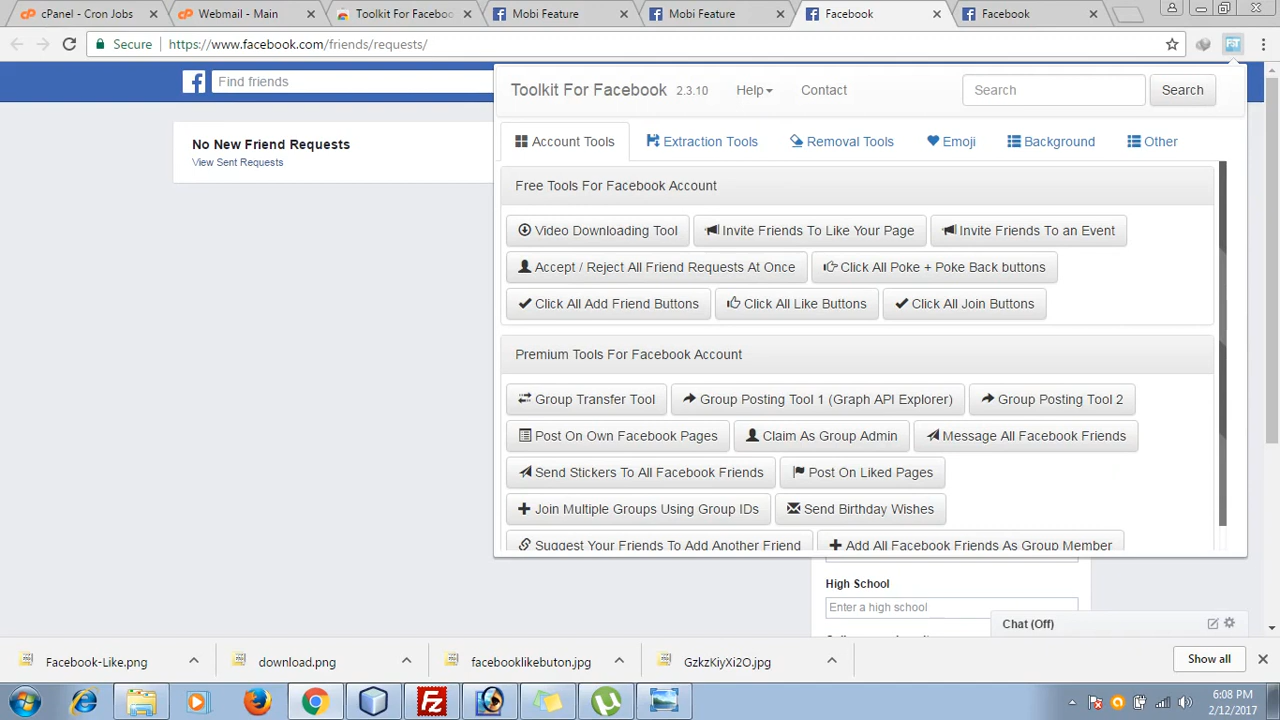 cPanel - Cron Jobs
Webmail - Main
Toolkit For Faceboo
Mobi Feature
Mobi Feature
Facebook
Facebook
Secure
https://www.facebook.com/friends/requests/
Find friends
No New Friend Requests
View Sent Requests
Toolkit For Facebook 2.3.10 Help Contact
Search
Search
Account Tools
Extraction Tools
Removal Tools
Emoji
Background
Other
Free Tools For Facebook Account
Video Downloading Tool
Invite Friends To Like Your Page
Invite Friends To an Event
Accept / Reject All Friend Requests At Once
Click All Poke + Poke Back buttons
Click All Add Friend Buttons
Click All Like Buttons
Click All Join Buttons
Premium Tools For Facebook Account
Group Transfer Tool
Group Posting Tool 1 (Graph API Explorer)
Group Posting Tool 2
Post On Own Facebook Pages
Claim As Group Admin
Message All Facebook Friends
Send Stickers To All Facebook Friends
Post On Liked Pages
Join Multiple Groups Using Group IDs
Send Birthday Wishes
Suggest Your Friends To Add Another Friend
Add All Facebook Friends As Group Member
High School
Enter a high school
Chat (Off)
Facebook-Like.png
download.png
facebooklikebuton.jpg
GzkzKiyXi2O.jpg
Show all
6:08 PM
2/12/2017